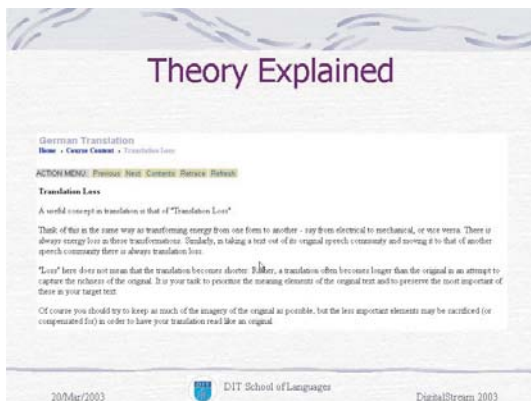 Theory Explained
German Translation
Home • Course Content • Translation Loss
ACTION MENU: Previous Next Contents Retrace Refresh
Translation Loss
A useful concept in translation is that of "Translation Loss"
Think of this in the same way as transforming energy from one form to another - say from electrical to mechanical, or vice versa. There is
always energy loss in these transformations. Similarly, in taking a text out of its original speech community and moving it to that of another
speech community there is always translation loss.
"Loss" here does not mean that the translation becomes shorter. Rather, a translation often becomes longer than the original in an attempt to
capture the richness of the original. It is your task to prioritise the meaning elements of the original text and to preserve the most important of
these in your target text.
Of course you should try to keep as much of the imagery of the original as possible, but the less important elements may be sacrificed (or
compensated for) in order to have your translation read like an original
20/Mar/2003
DIT
DIT School of Languages
DigitalStream 2003